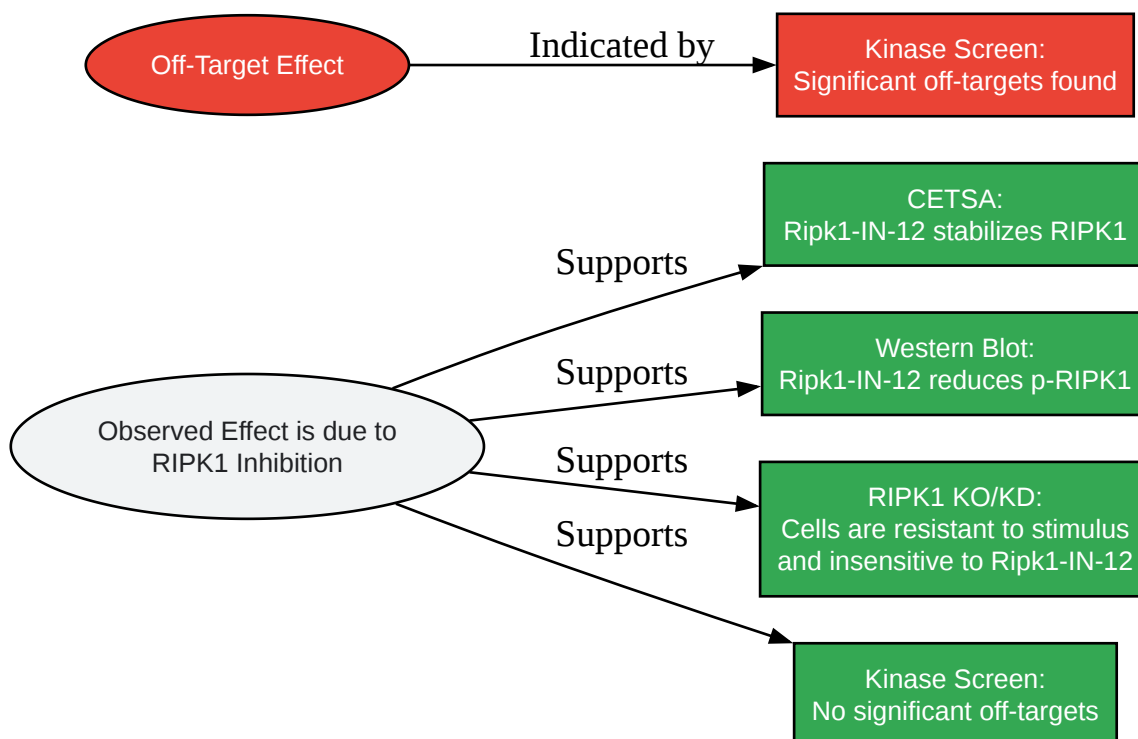 Off-Target Effect
Indicated by
Kinase Screen:
Significant off-targets found
CETSA:
Ripk1-IN-12 stabilizes RIPK1
Supports
Western Blot:
Ripk1-IN-12 reduces p-RIPK1
Supports
Observed Effect is due to
RIPK1 Inhibition
Supports
RIPK1 KO/KD:
Cells are resistant to stimulus
and insensitive to Ripk1-IN-12
Supports
Kinase Screen:
No significant off-targets